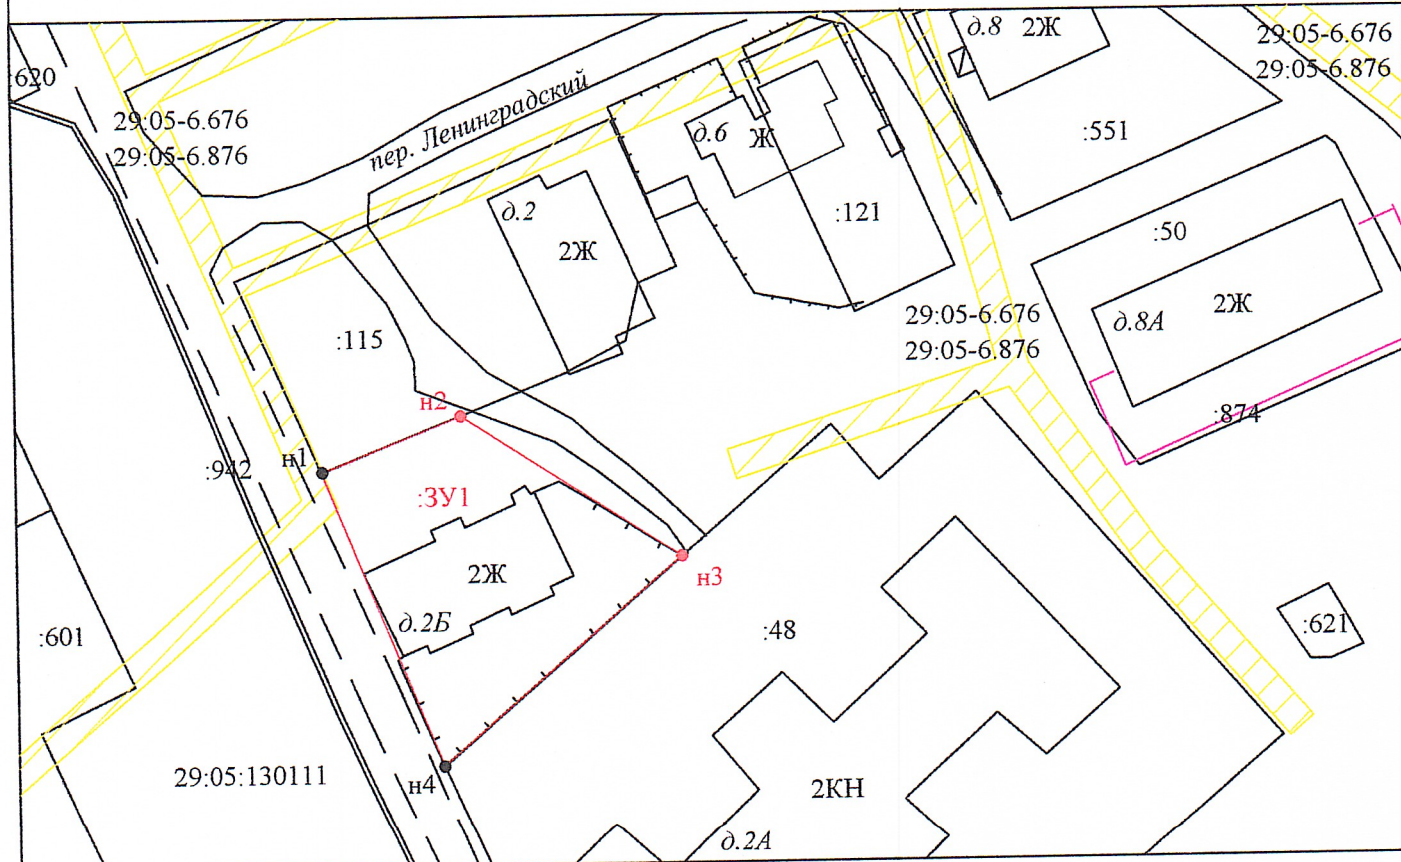 д.8
2Ж
29:05-6.676
29:05-6.876
:620
29:05-6.676
29:05-6.876
пер. Ленинградский
д.6
Ж
:551
д.2
2Ж
:121
:50
:115
29:05-6.676
29:05-6.876
д.8А
2Ж
н2
:874
:942
н1
:ЗУ1
2Ж
н3
д.2Б
:601
:48
:621
29:05:130111
н4
2КН
д.2А